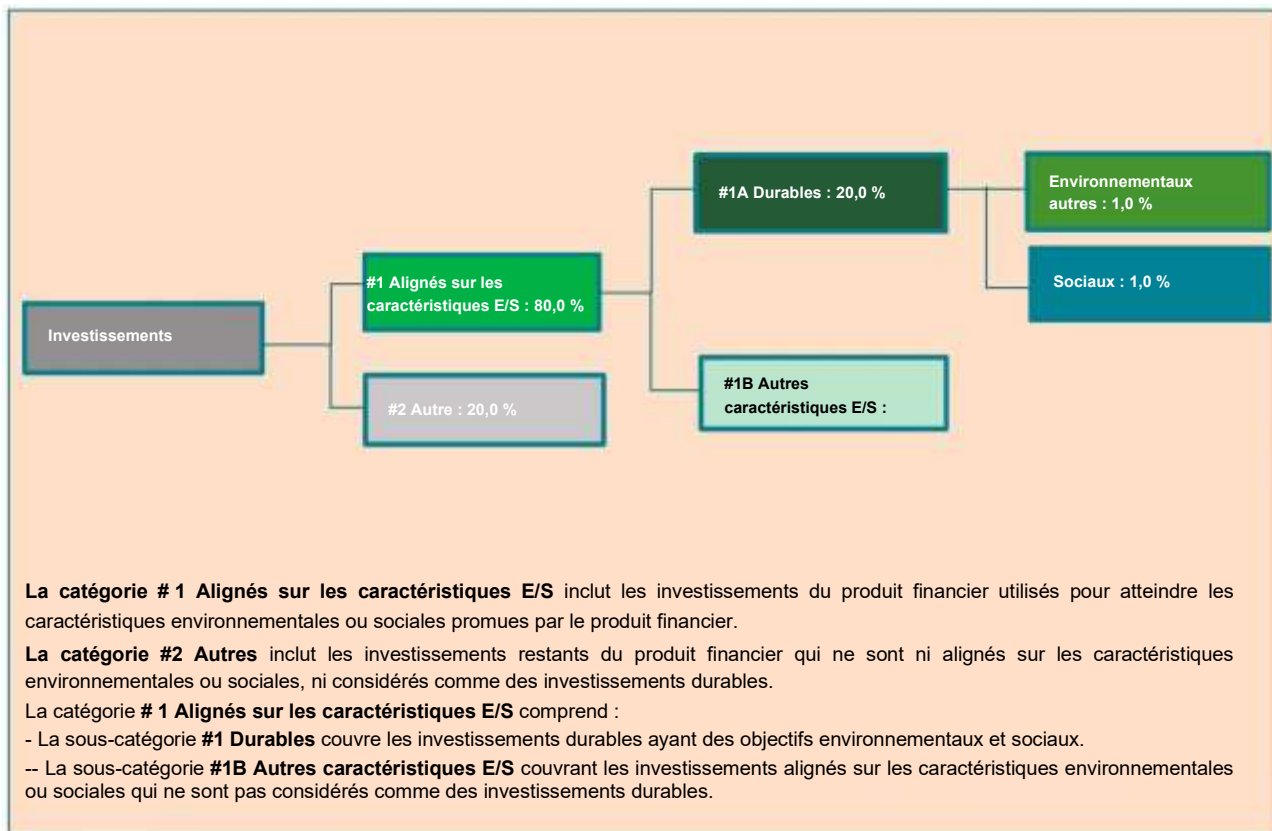 #1A Durables : 20,0 %
Environnementaux
autres : 1,0 %
#1 Alignés sur les
caractéristiques E/S : 80,0 %
Sociaux : 1,0 %
Investissements
#2 Autre : 20,0 %
#1B Autres
caractéristiques E/S :
La catégorie # 1 Alignés sur les caractéristiques E/S inclut les investissements du produit financier utilisés pour atteindre les
caractéristiques environnementales ou sociales promues par le produit financier.
La catégorie #2 Autres inclut les investissements restants du produit financier qui ne sont ni alignés sur les caractéristiques
environnementales ou sociales, ni considérés comme des investissements durables.
La catégorie # 1 Alignés sur les caractéristiques E/S comprend :
- La sous-catégorie #1 Durables couvre les investissements durables ayant des objectifs environnementaux et sociaux.
-- La sous-catégorie #1B Autres caractéristiques E/S couvrant les investissements alignés sur les caractéristiques environnementales
ou sociales qui ne sont pas considérés comme des investissements durables.